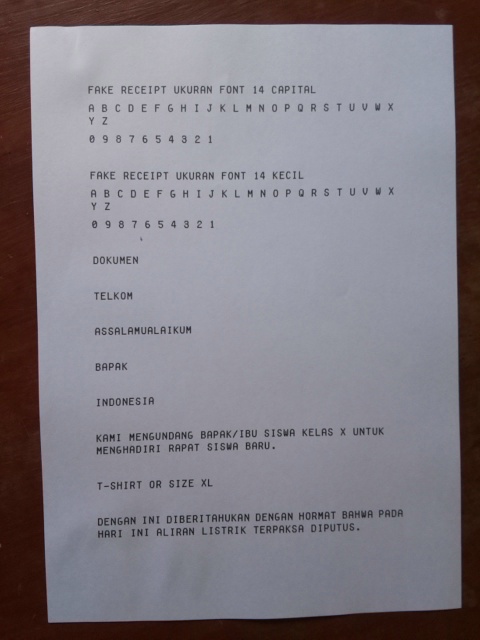 FAKE RECEIPT UKURAN FONT 14 CAPITAL
A B C D E F G H I J K L M N O P Q R S T U V W X
Y Z
0 9 8 7 6 5 4 3 2 1
FAKE RECEIPT UKURAN FONT 14 KECIL
A B C D E F G H I J K L M N O P Q R S T U V W X
Y Z
0 9 8 7 6 5 4 3 2 1
DOKUMEN
TELKOM
ASSALAMUALAIKUM
BAPAK
INDONESIA
KAMI MENGUNDANG BAPAK/IBU SISWA KELAS X UNTUK
MENGHADIRI RAPAT SISWA BARU.
T-SHIRT OR SIZE XL
DENGAN INI DIBERITAHUKAN DENGAN HORMAT BAHWA PADA
HARI INI ALIRAN LISTRIK TERPAKSA DIPUTUS.